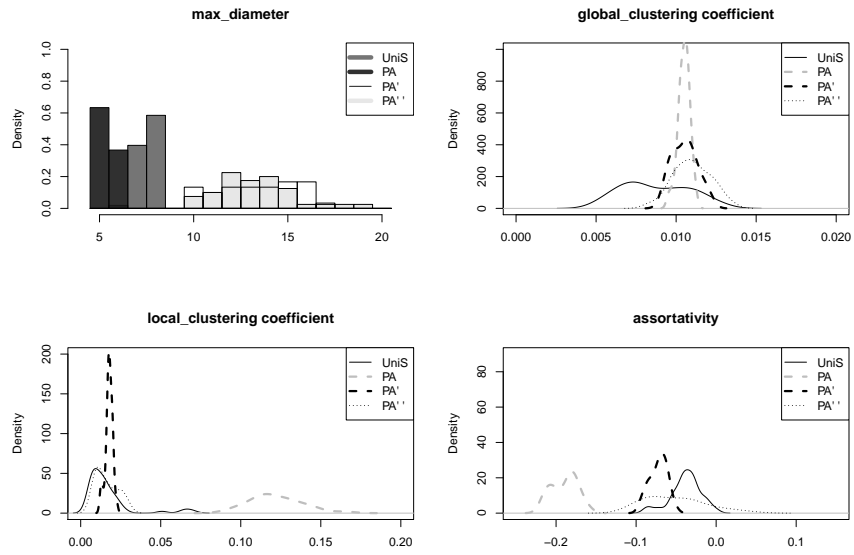 max_diameter
Density
0.0 0.2 0.4 0.6 0.8 1.0
5 10 15 20
UniS
PA
PA'
PA' '
global_clustering coefficient
Density
0 200 400 600 800
0.000 0.005 0.010 0.015 0.020
UniS
PA
PA'
PA' '
local_clustering coefficient
Density
0 50 100 150 200
0.00 0.05 0.10 0.15 0.20
UniS
PA
PA'
PA' '
assortativity
Density
0 20 40 60 80
−0.2 −0.1 0.0 0.1
UniS
PA
PA'
PA' '